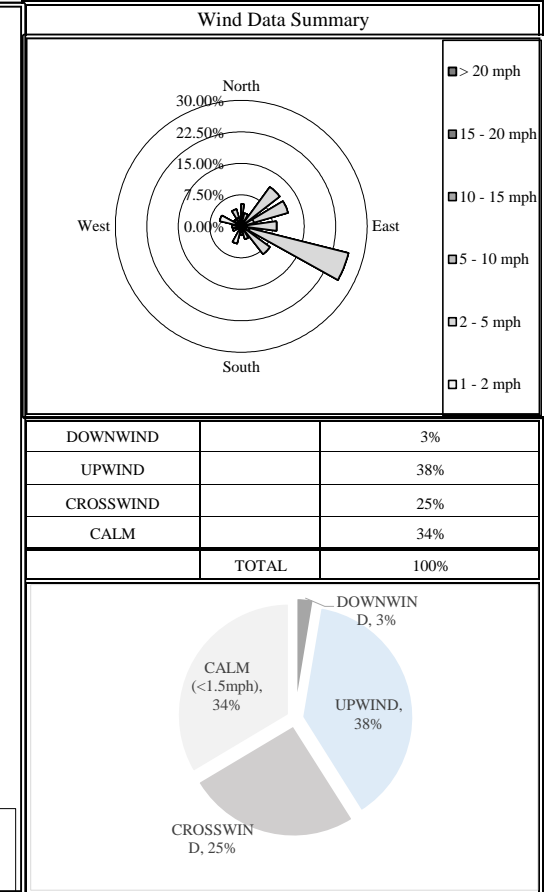 Wind Data Summary
North
30.00%
22.50%
15.00%
7.50%
0.00%
West
East
South
> 20 mph
15 - 20 mph
10 - 15 mph
5 - 10 mph
2 - 5 mph
1 - 2 mph
DOWNWIND 3%
UPWIND 38%
CROSSWIND 25%
CALM 34%
TOTAL 100%
DOWNWIN
D, 3%
CALM
(<1.5mph),
34%
UPWIND,
38%
CROSSWIN
D, 25%